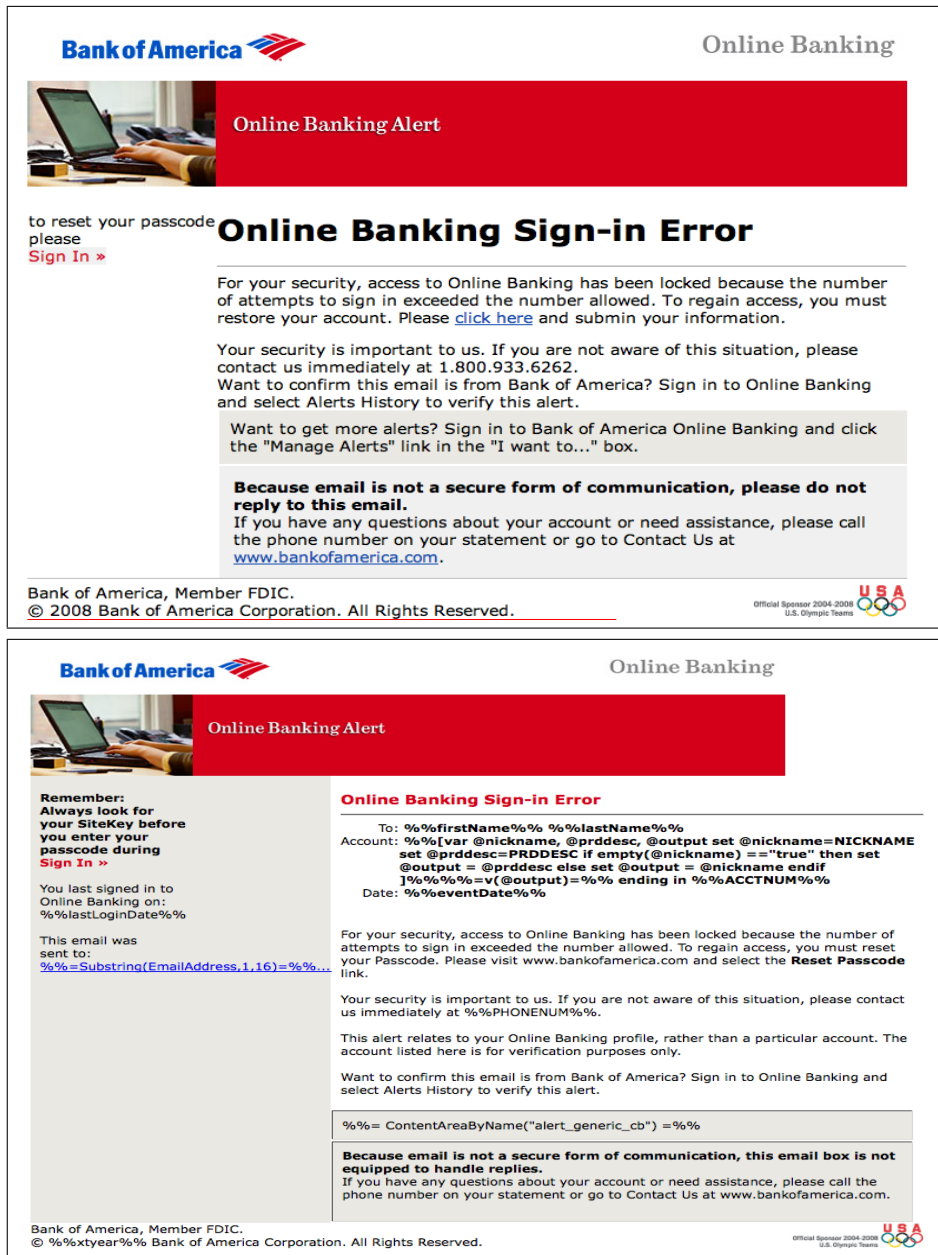 Bank of America
Online Banking
Online Banking Alert
to reset your passcode
please
Sign In »
Online Banking Sign-in Error
For your security, access to Online Banking has been locked because the number
of attempts to sign in exceeded the number allowed. To regain access, you must
restore your account. Please click here and submin your information.
Your security is important to us. If you are not aware of this situation, please
contact us immediately at 1.800.933.6262.
Want to confirm this email is from Bank of America? Sign in to Online Banking
and select Alerts History to verify this alert.
Want to get more alerts? Sign in to Bank of America Online Banking and click
the "Manage Alerts" link in the "I want to..." box.
Because email is not a secure form of communication, please do not
reply to this email.
If you have any questions about your account or need assistance, please call
the phone number on your statement or go to Contact Us at
www.bankofamerica.com.
Bank of America, Member FDIC.
© 2008 Bank of America Corporation. All Rights Reserved.
Official Sponsor 2004-2008
U.S. Olympic Teams
USA
Bank of America
Online Banking
Online Banking Alert
Remember:
Always look for
your SiteKey before
you enter your
passcode during
Sign In »
You last signed in to
Online Banking on:
%%lastLoginDate%%
This email was
sent to:
%%=Substring(EmailAddress,1,16)=%%...
Online Banking Sign-in Error
To: %%firstName%% %%lastName%%
Account: %%[var @nickname, @prddesc, @output set @nickname=NICKNAME
set @prddesc=PRDDESC if empty(@nickname) =="true" then set
@output = @prddesc else set @output = @nickname endif
]%%%%=v(@output)=%% ending in %%ACCTNUM%%
Date: %%eventDate%%
For your security, access to Online Banking has been locked because the number of
attempts to sign in exceeded the number allowed. To regain access, you must reset
your Passcode. Please visit www.bankofamerica.com and select the Reset Passcode
link.
Your security is important to us. If you are not aware of this situation, please contact
us immediately at %%PHONENUM%%.
This alert relates to your Online Banking profile, rather than a particular account. The
account listed here is for verification purposes only.
Want to confirm this email is from Bank of America? Sign in to Online Banking and
select Alerts History to verify this alert.
%%= ContentAreaByName("alert_generic_cb") =%%
Because email is not a secure form of communication, this email box is not
equipped to handle replies.
If you have any questions about your account or need assistance, please call the
phone number on your statement or go to Contact Us at www.bankofamerica.com.
Bank of America, Member FDIC.
© %%xtyear%% Bank of America Corporation. All Rights Reserved.
Official Sponsor 2004-2008
U.S. Olympic Teams
USA